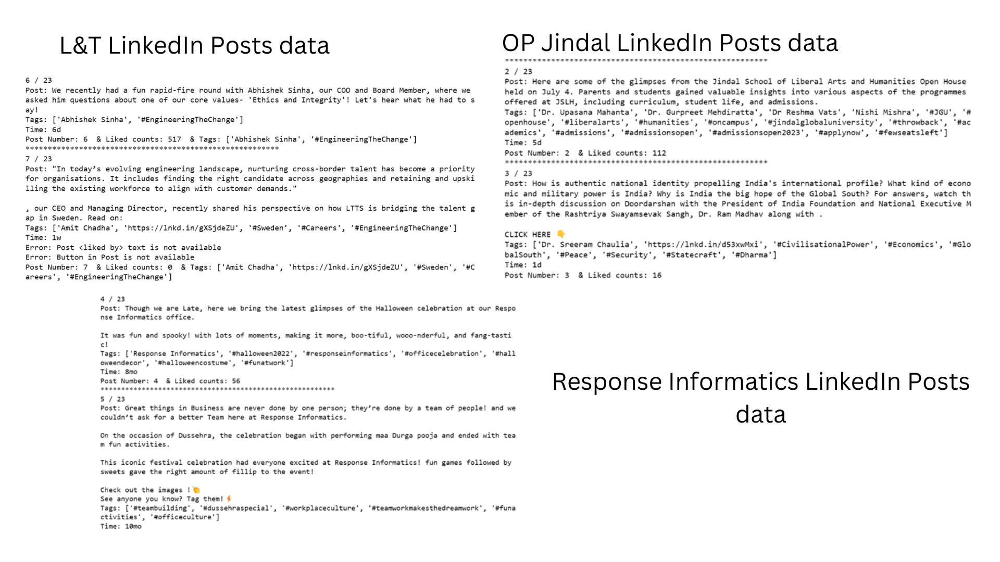 L&T LinkedIn Posts data
6 / 23
Post: We recently had a fun rapid-fire round with Abhishek Sinha, our COO and Board Member, where we
asked him questions about one of our core values- 'Ethics and Integrity'! Let's hear what he had to s
ay!
Tags: ['Abhishek Sinha', '#EngineeringTheChange']
Time: 6d
Post Number: 6  & Liked counts: 517  & Tags: ['Abhishek Sinha', '#EngineeringTheChange']
********************************************************
7 / 23
Post: "In today’s evolving engineering landscape, nurturing cross-border talent has become a priority
for organisations. It includes finding the right candidate across geographies and retaining and upski
lling the existing workforce to align with customer demands."
, our CEO and Managing Director, recently shared his perspective on how LTTS is bridging the talent g
ap in Sweden. Read on:
Tags: ['Amit Chadha', 'https://lnkd.in/gXSjdeZU', '#Sweden', '#Careers', '#EngineeringTheChange']
Time: 1w
Error: Post <liked by> text is not available
Error: Button in Post is not available
Post Number: 7  & Liked counts: 0  & Tags: ['Amit Chadha', 'https://lnkd.in/gXSjdeZU', '#Sweden', '#C
areers', '#EngineeringTheChange']
OP Jindal LinkedIn Posts data
*********************************************************
2 / 23
Post: Here are some of the glimpses from the Jindal School of Liberal Arts and Humanities Open House
held on July 4. Parents and students gained valuable insights into various aspects of the programmes
offered at JSLH, including curriculum, student life, and admissions.
Tags: ['Dr. Upasana Mahanta', 'Dr. Gurpreet Mehdiratta', 'Dr Reshma Vats', 'Nishi Mishra', '#JGU', '#
openhouse', '#liberalarts', '#humanities', '#oncampus', '#jindalglobaluniversity', '#throwback', '#ac
ademics', '#admissions', '#admissionsopen', '#admissionsopen2023', '#applynow', '#fewseatsleft']
Time: 5d
Post Number: 2  & Liked counts: 112
*********************************************************
3 / 23
Post: How is authentic national identity propelling India's international profile? What kind of econo
mic and military power is India? Why is India the big hope of the Global South? For answers, watch th
is in-depth discussion on Doordarshan with the President of India Foundation and National Executive M
ember of the Rashtriya Swayamsevak Sangh, Dr. Ram Madhav along with .
CLICK HERE 👇
Tags: ['Dr. Sreeram Chaulia', 'https://lnkd.in/d53xwMxi', '#CivilisationalPower', '#Economics', '#Glo
balSouth', '#Peace', '#Security', '#Statecraft', '#Dharma']
Time: 1d
Post Number: 3  & Liked counts: 16
4 / 23
Post: Though we are Late, here we bring the latest glimpses of the Halloween celebration at our Respo
nse Informatics office.
It was fun and spooky! with lots of moments, making it more, boo-tiful, wooo-nderful, and fang-tasti
c!
Tags: ['Response Informatics', '#halloween2022', '#responseinformatics', '#officecelebration', '#hall
oweendecor', '#halloweencostume', '#funatwork']
Time: 8mo
Post Number: 4  & Liked counts: 56
*********************************************************
5 / 23
Post: Great things in Business are never done by one person; they’re done by a team of people! and we
couldn’t ask for a better Team here at Response Informatics.
On the occasion of Dussehra, the celebration began with performing maa Durga pooja and ended with tea
m fun activities.
This iconic festival celebration had everyone excited at Response Informatics! fun games followed by
sweets gave the right amount of fillip to the event!
Check out the images !👏
See anyone you know? Tag them!⚡
Tags: ['#teambuilding', '#dussehraspecial', '#workplaceculture', '#teamworkmakesthedreamwork', '#funa
ctivities', '#officeculture']
Time: 10mo
Response Informatics LinkedIn Posts
data